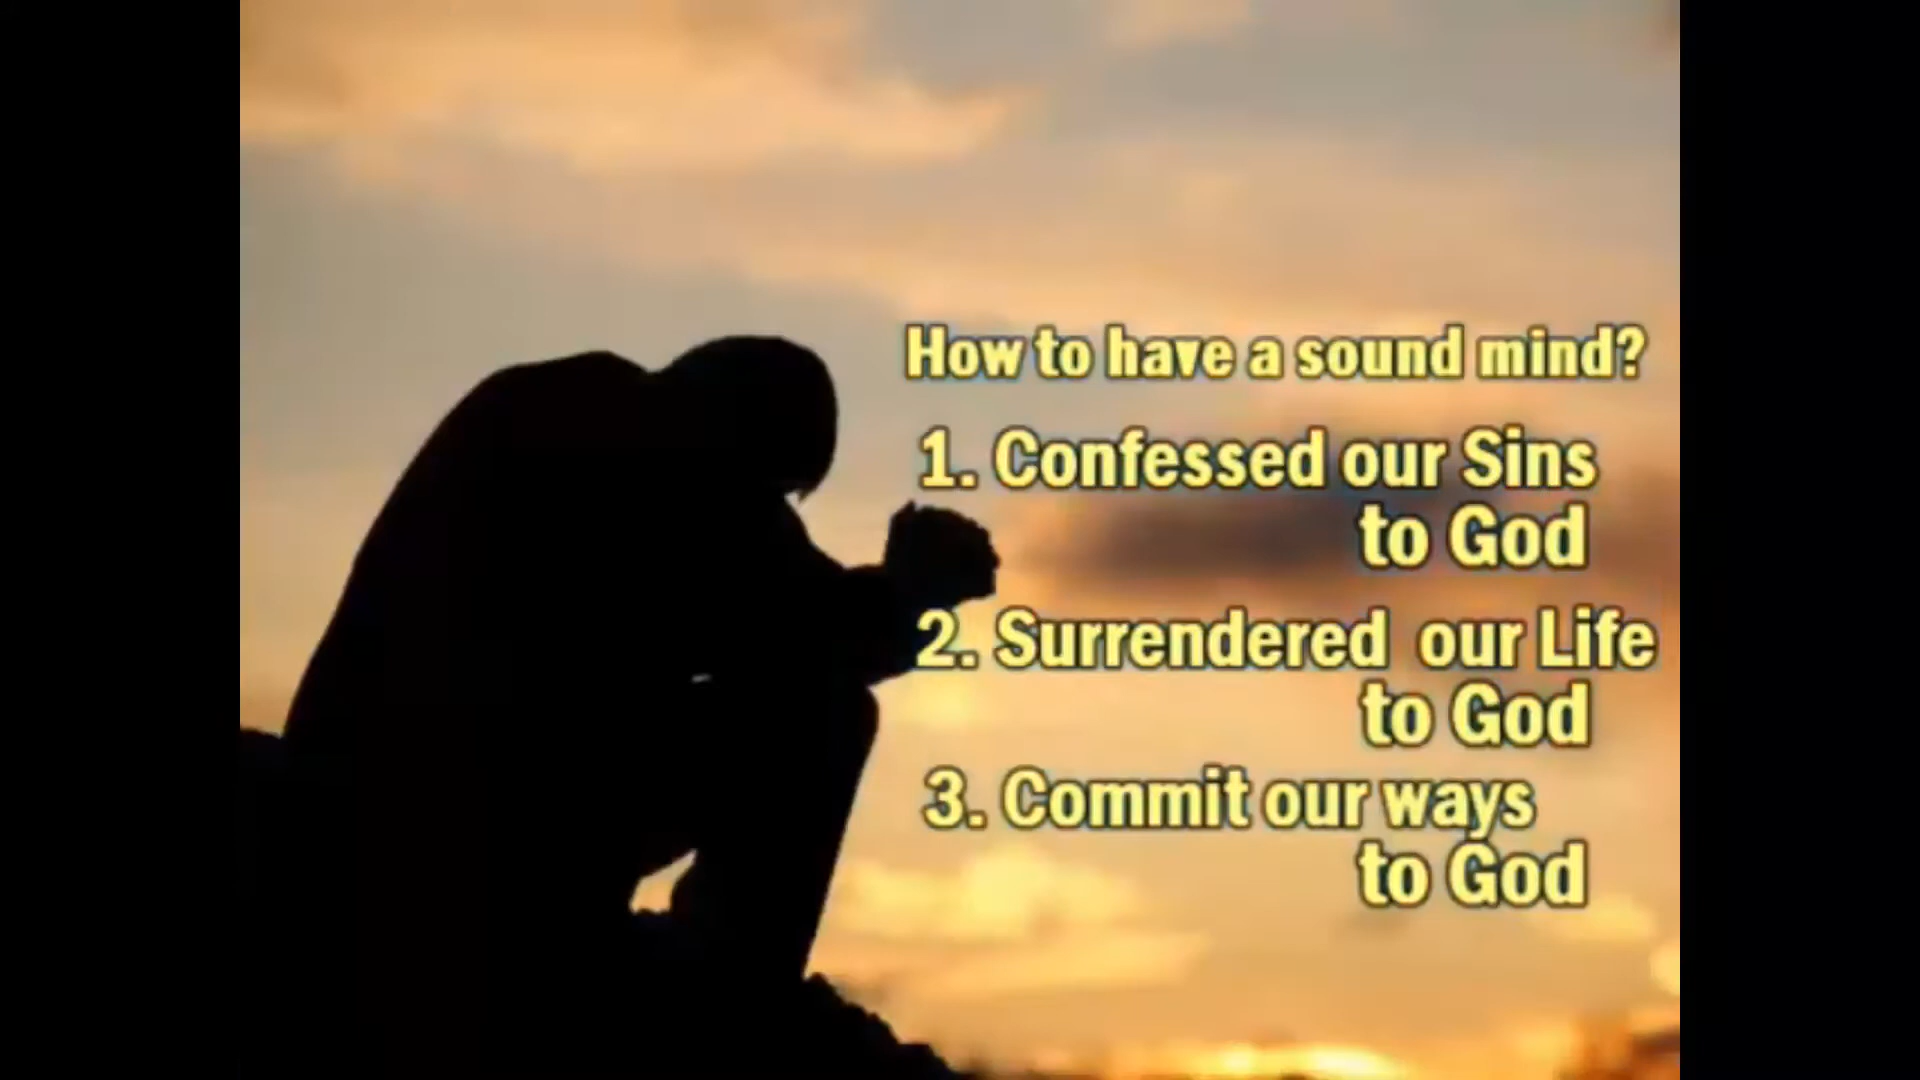 How to have a sound mind?
1. Confessed our Sins
to God
2. Surrendered our Life
to God
3. Commit our ways
to God